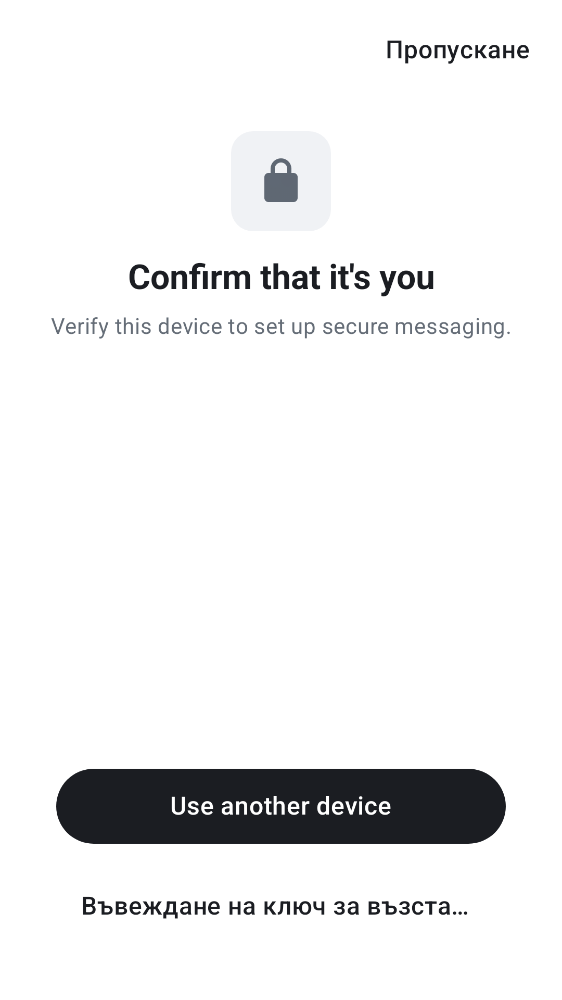 Пропускане
Confirm that it's you
Verify this device to set up secure messaging.
Use another device
Въвеждане на ключ за възста…